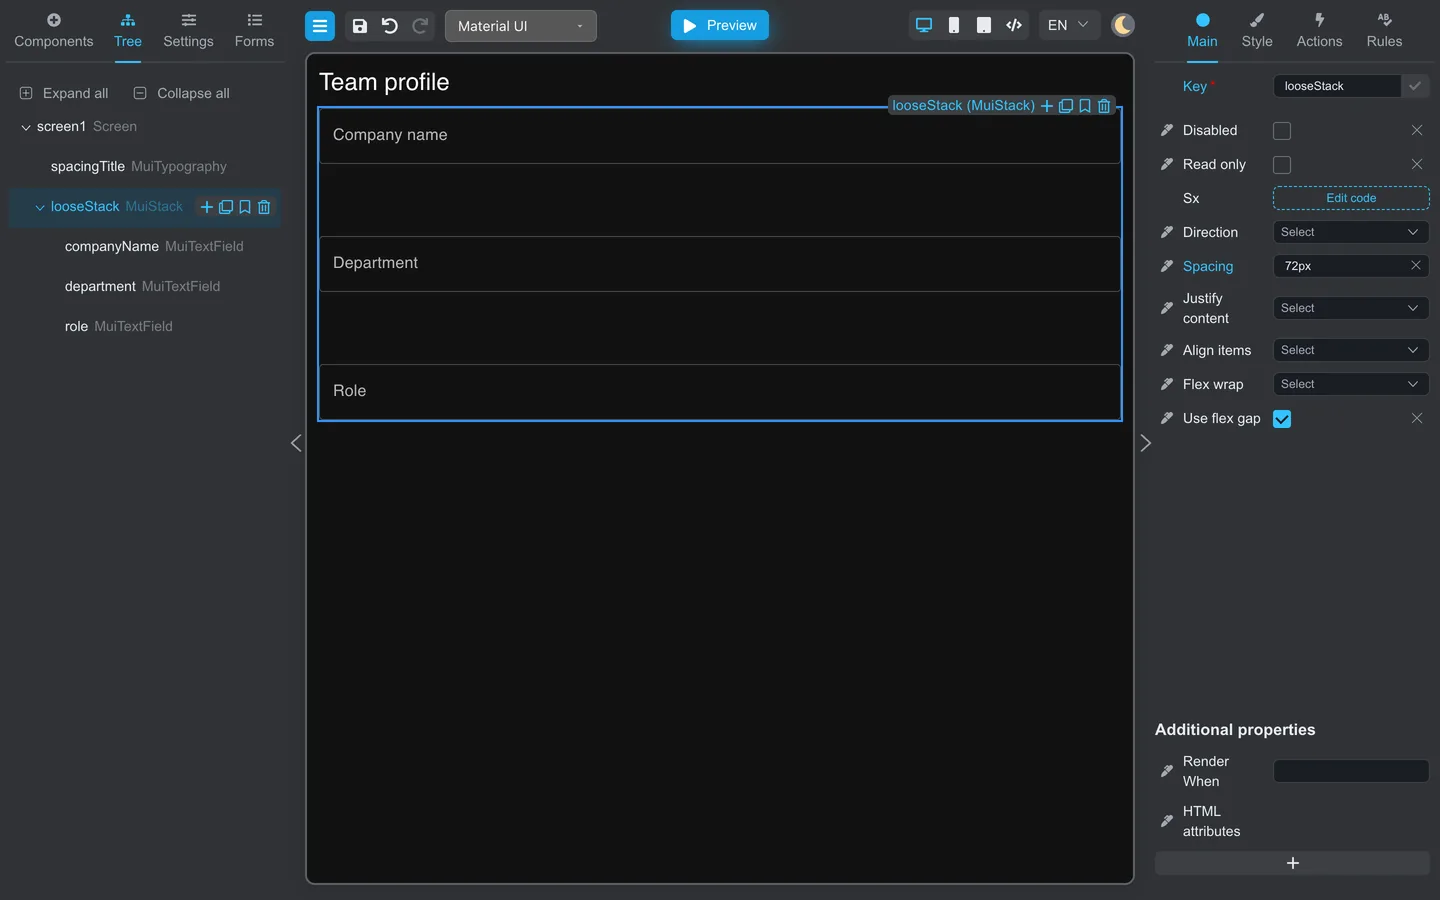 Components
Tree
Settings
Forms
Material UI
Preview
EN
Main
Style
Actions
AB
Rules
Expand all
Collapse all
screen1 Screen
spacingTitle MuiTypography
looseStack MuiStack
companyName MuiTextField
department MuiTextField
role MuiTextField
Team profile
looseStack (MuiStack)
Company name
Department
Role
Key *
looseStack
Disabled
Read only
Sx
Edit code
Direction
Select
Spacing
72px
Justify
content
Select
Align items
Select
Flex wrap
Select
Use flex gap
Additional properties
Render
When
HTML
attributes